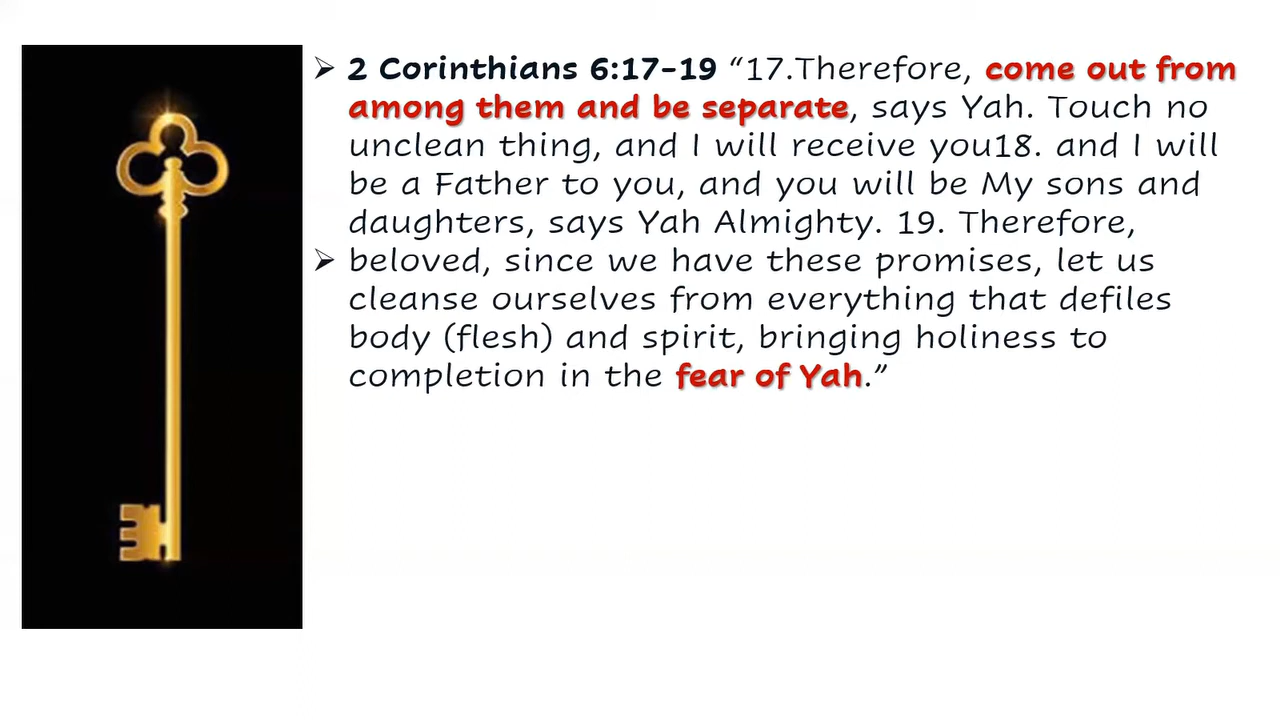 ➢ 2 Corinthians 6:17-19 “17.Therefore, come out from
among them and be separate, says Yah. Touch no
unclean thing, and I will receive you18. and I will
be a Father to you, and you will be My sons and
daughters, says Yah Almighty. 19. Therefore,
➢ beloved, since we have these promises, let us
cleanse ourselves from everything that defiles
body (flesh) and spirit, bringing holiness to
completion in the fear of Yah.”